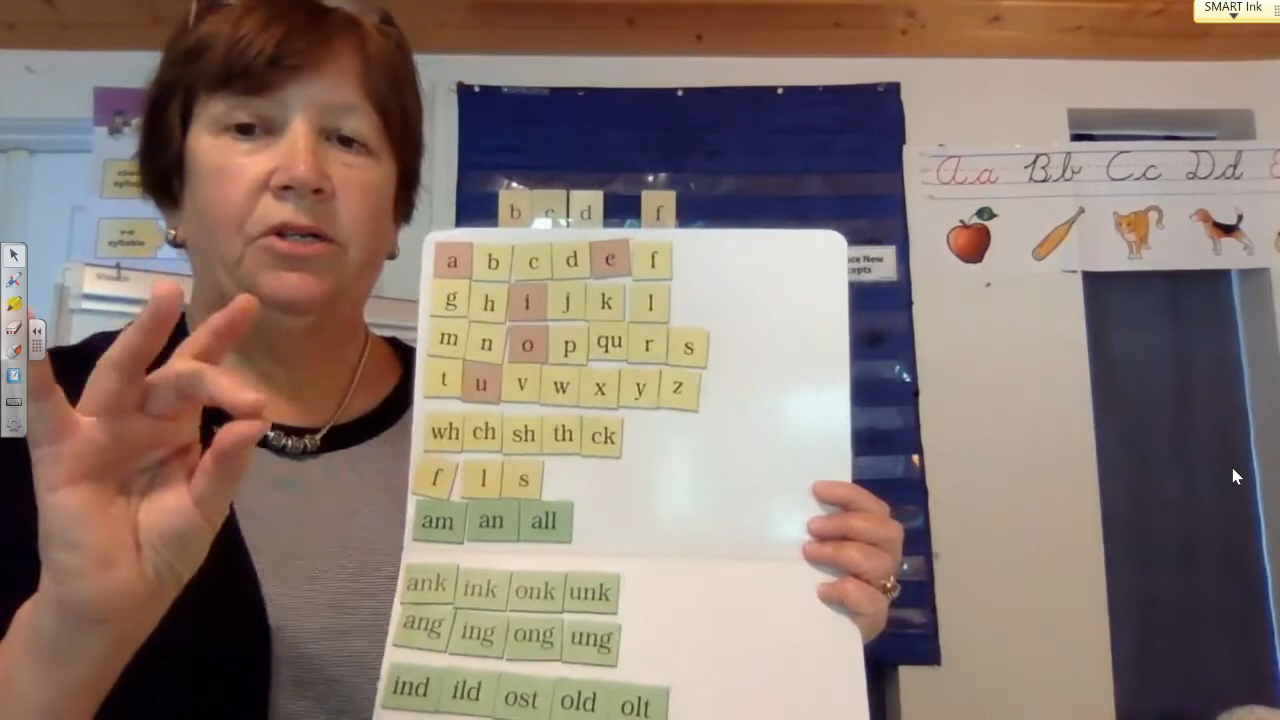 SMART Ink
v-e
syllable
b c d f
Aa Bb Cc Dd
a b c d e f
g h i j k l
m n o p qu r s
t u v w x y z
wh ch sh th ck
f l s
am an all
ank ink onk unk
ang ing ong ung
ind ild ost old olt